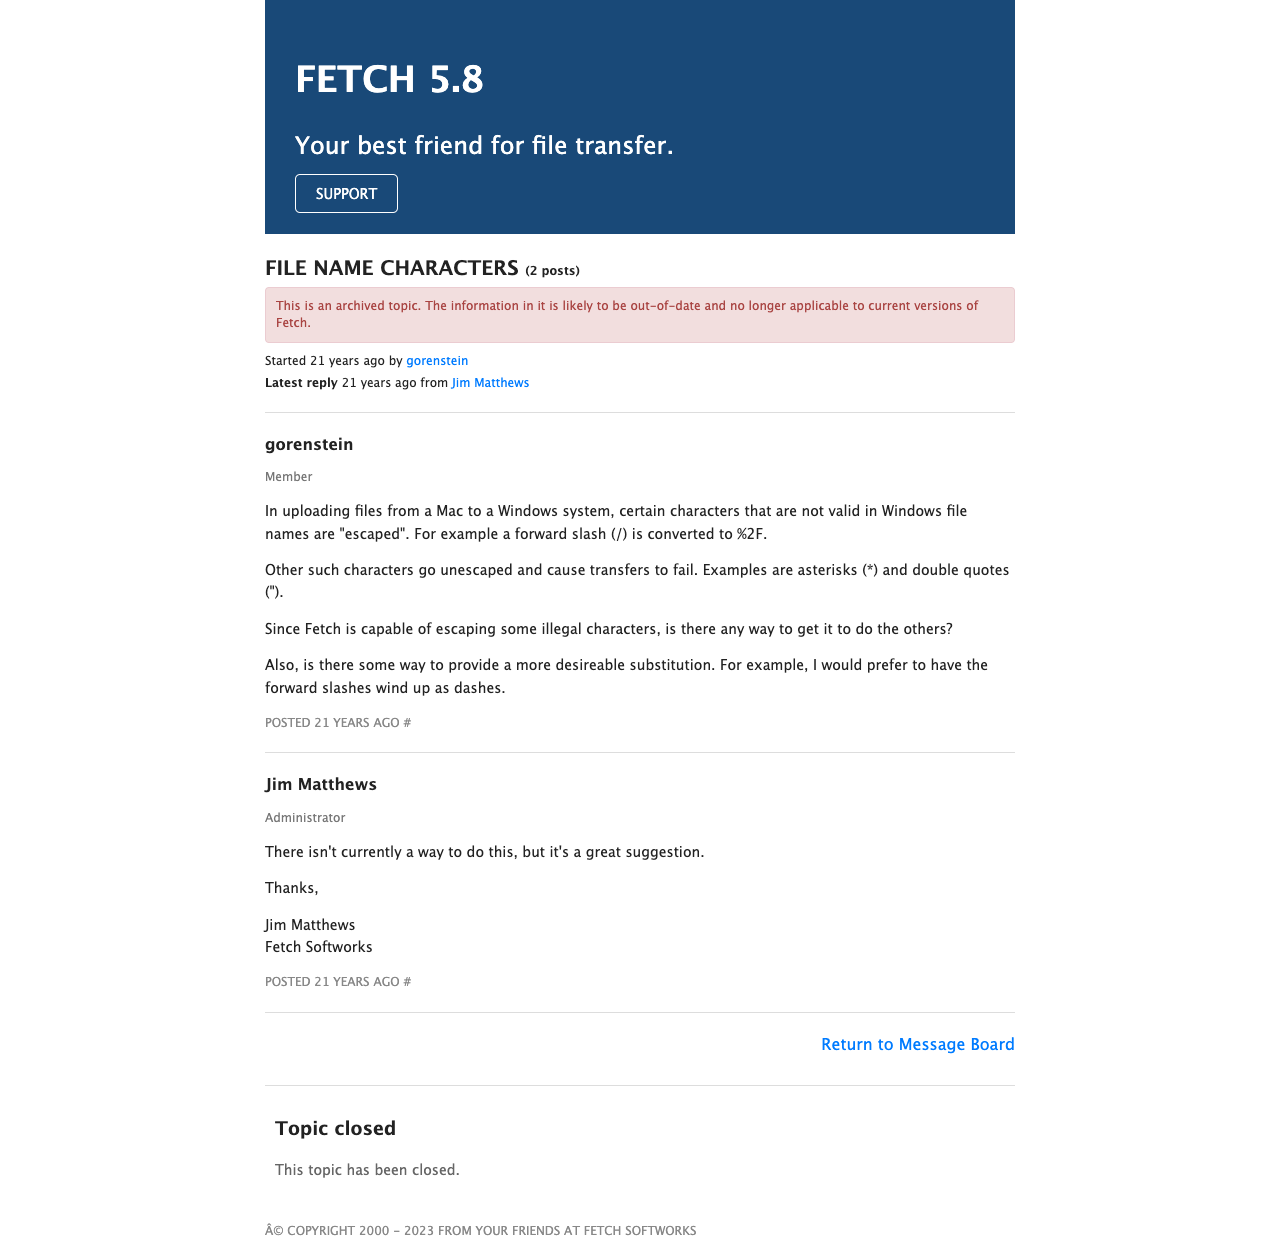 FETCH 5.8
Your best friend for file transfer.
SUPPORT
FILE NAME CHARACTERS (2 posts)
This is an archived topic. The information in it is likely to be out-of-date and no longer applicable to current versions of
Fetch.
Started 21 years ago by gorenstein
Latest reply 21 years ago from Jim Matthews
gorenstein
Member
In uploading files from a Mac to a Windows system, certain characters that are not valid in Windows file
names are "escaped". For example a forward slash (/) is converted to %2F.
Other such characters go unescaped and cause transfers to fail. Examples are asterisks (*) and double quotes
(").
Since Fetch is capable of escaping some illegal characters, is there any way to get it to do the others?
Also, is there some way to provide a more desireable substitution. For example, I would prefer to have the
forward slashes wind up as dashes.
POSTED 21 YEARS AGO #
Jim Matthews
Administrator
There isn't currently a way to do this, but it's a great suggestion.
Thanks,
Jim Matthews
Fetch Softworks
POSTED 21 YEARS AGO #
Return to Message Board
Topic closed
This topic has been closed.
Â© COPYRIGHT 2000 - 2023 FROM YOUR FRIENDS AT FETCH SOFTWORKS